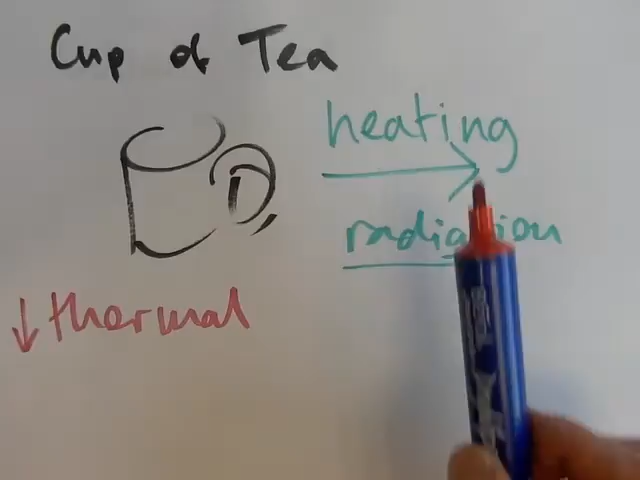 Cup of Tea
heating
radiation
↓ thermal